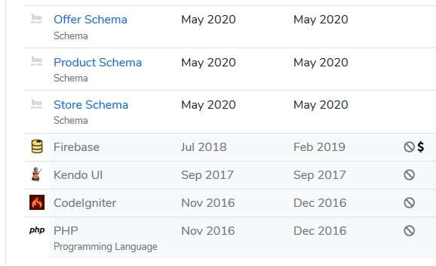 Offer Schema May 2020 May 2020
Schema
Product Schema May 2020 May 2020
Schema
Store Schema May 2020 May 2020
Schema
Firebase Jul 2018 Feb 2019 $
Kendo UI Sep 2017 Sep 2017
CodeIgniter Nov 2016 Dec 2016
php PHP Nov 2016 Dec 2016
Programming Language